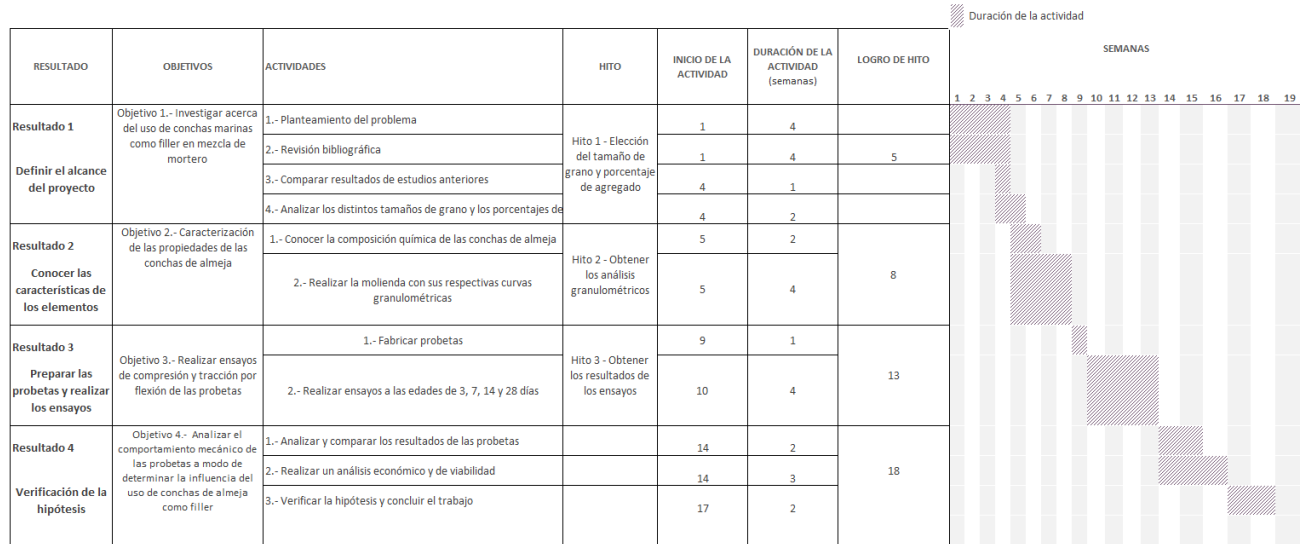 Duración de la actividad
RESULTADO
OBJETIVOS
ACTIVIDADES
HITO
INICIO DE LA
ACTIVIDAD
DURACIÓN DE LA
ACTIVIDAD
(semanas)
LOGRO DE HITO
SEMANAS
1 2 3 4 5 6 7 8 9 10 11 12 13 14 15 16 17 18 19
Resultado 1
Definir el alcance
del proyecto
Objetivo 1.- Investigar acerca
del uso de conchas marinas
como filler en mezcla de
mortero
1.- Planteamiento del problema
1
4
2.- Revisión bibliográfica
1
4
3.- Comparar resultados de estudios anteriores
4
1
4.- Analizar los distintos tamaños de grano y los porcentajes de
4
2
Hito 1 - Elección
del tamaño de
grano y porcentaje
de agregado
5
Resultado 2
Conocer las
características de
los elementos
Objetivo 2.- Caracterización
de las propiedades de las
conchas de almeja
1.- Conocer la composición química de las conchas de almeja
5
2
2.- Realizar la molienda con sus respectivas curvas
granulométricas
5
4
Hito 2 - Obtener
los análisis
granulométricos
8
Resultado 3
Preparar las
probetas y realizar
los ensayos
Objetivo 3.- Realizar ensayos
de compresión y tracción por
flexión de las probetas
1.- Fabricar probetas
9
1
2.- Realizar ensayos a las edades de 3, 7, 14 y 28 días
10
4
Hito 3 - Obtener
los resultados de
los ensayos
13
Resultado 4
Verificación de la
hipótesis
Objetivo 4.- Analizar el
comportamiento mecánico de
las probetas a modo de
determinar la influencia del
uso de conchas de almeja
como filler
1.- Analizar y comparar los resultados de las probetas
14
2
2.- Realizar un análisis económico y de viabilidad
14
3
3.- Verificar la hipótesis y concluir el trabajo
17
2
18